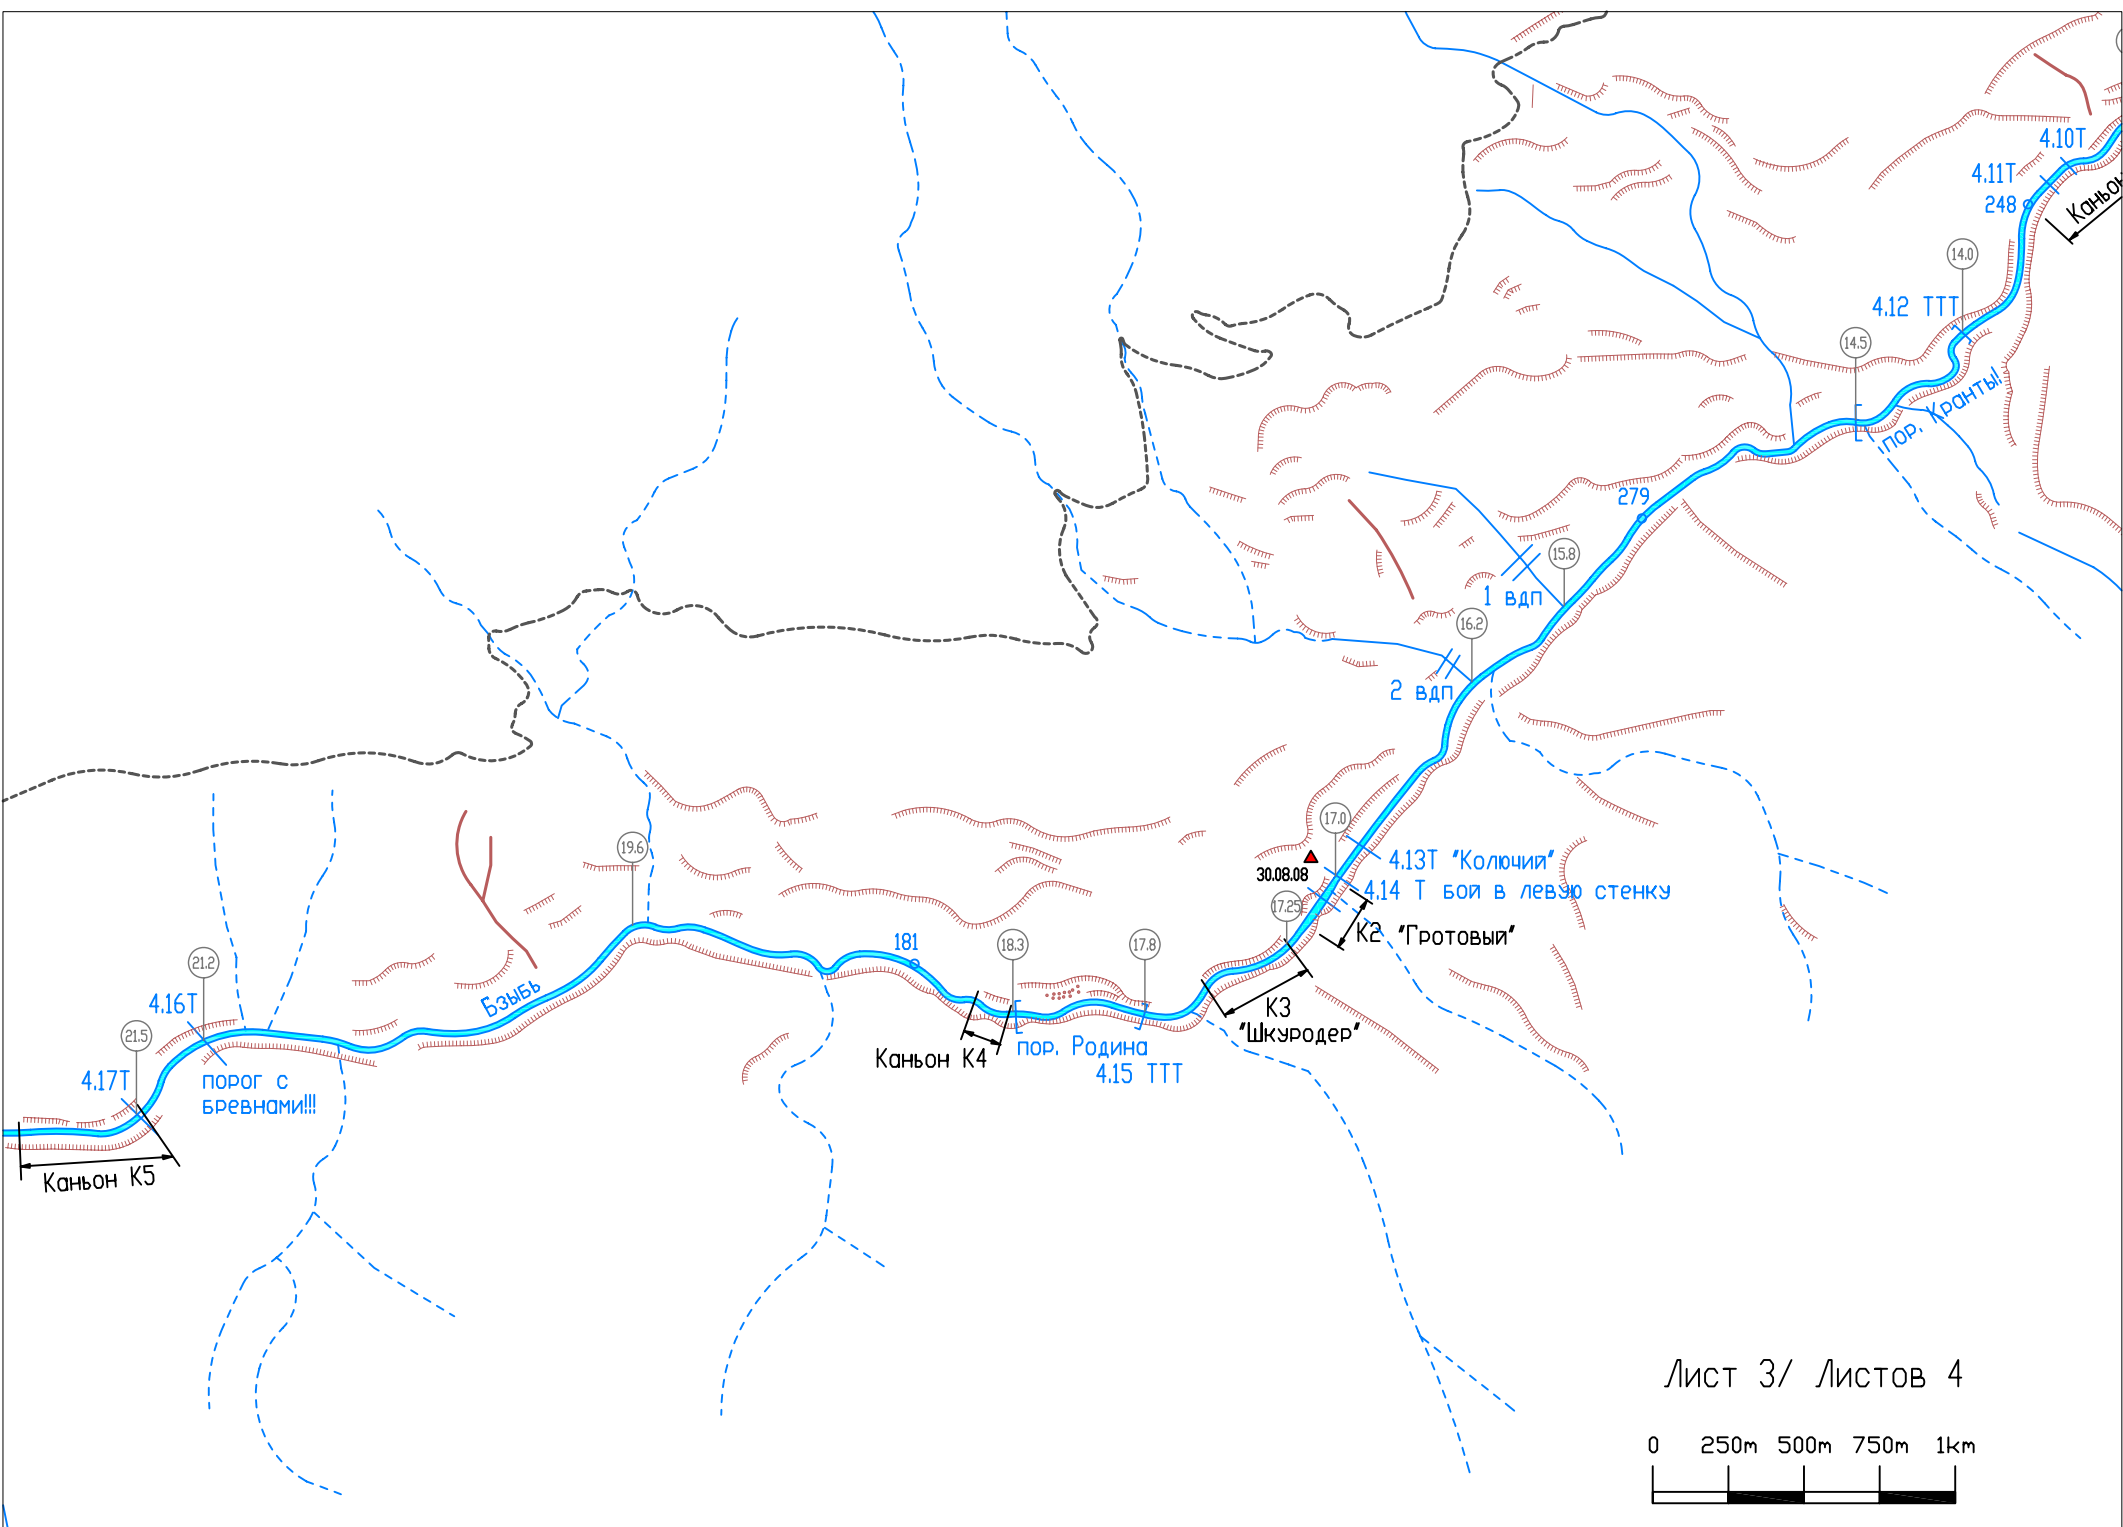 4.10Т
4.11Т
248
Каньон
14.0
4.12 ТТТ
14.5
пор. Кранты!
279
15.8
1 вдп
16.2
2 вдп
17.0
4.13Т "Колючий"
30.08.08
4.14 Т бой в левую стенку
17.25
К2 "Гротовый"
19.6
181
18.3
17.8
21.2
Бзыбь
4.16Т
К3
"Шкуродер"
21.5
Каньон К4
пор. Родина
4.15 ТТТ
4.17Т
порог с
бревнами!!!
Каньон К5
Лист 3/ Листов 4
0 250m 500m 750m 1km